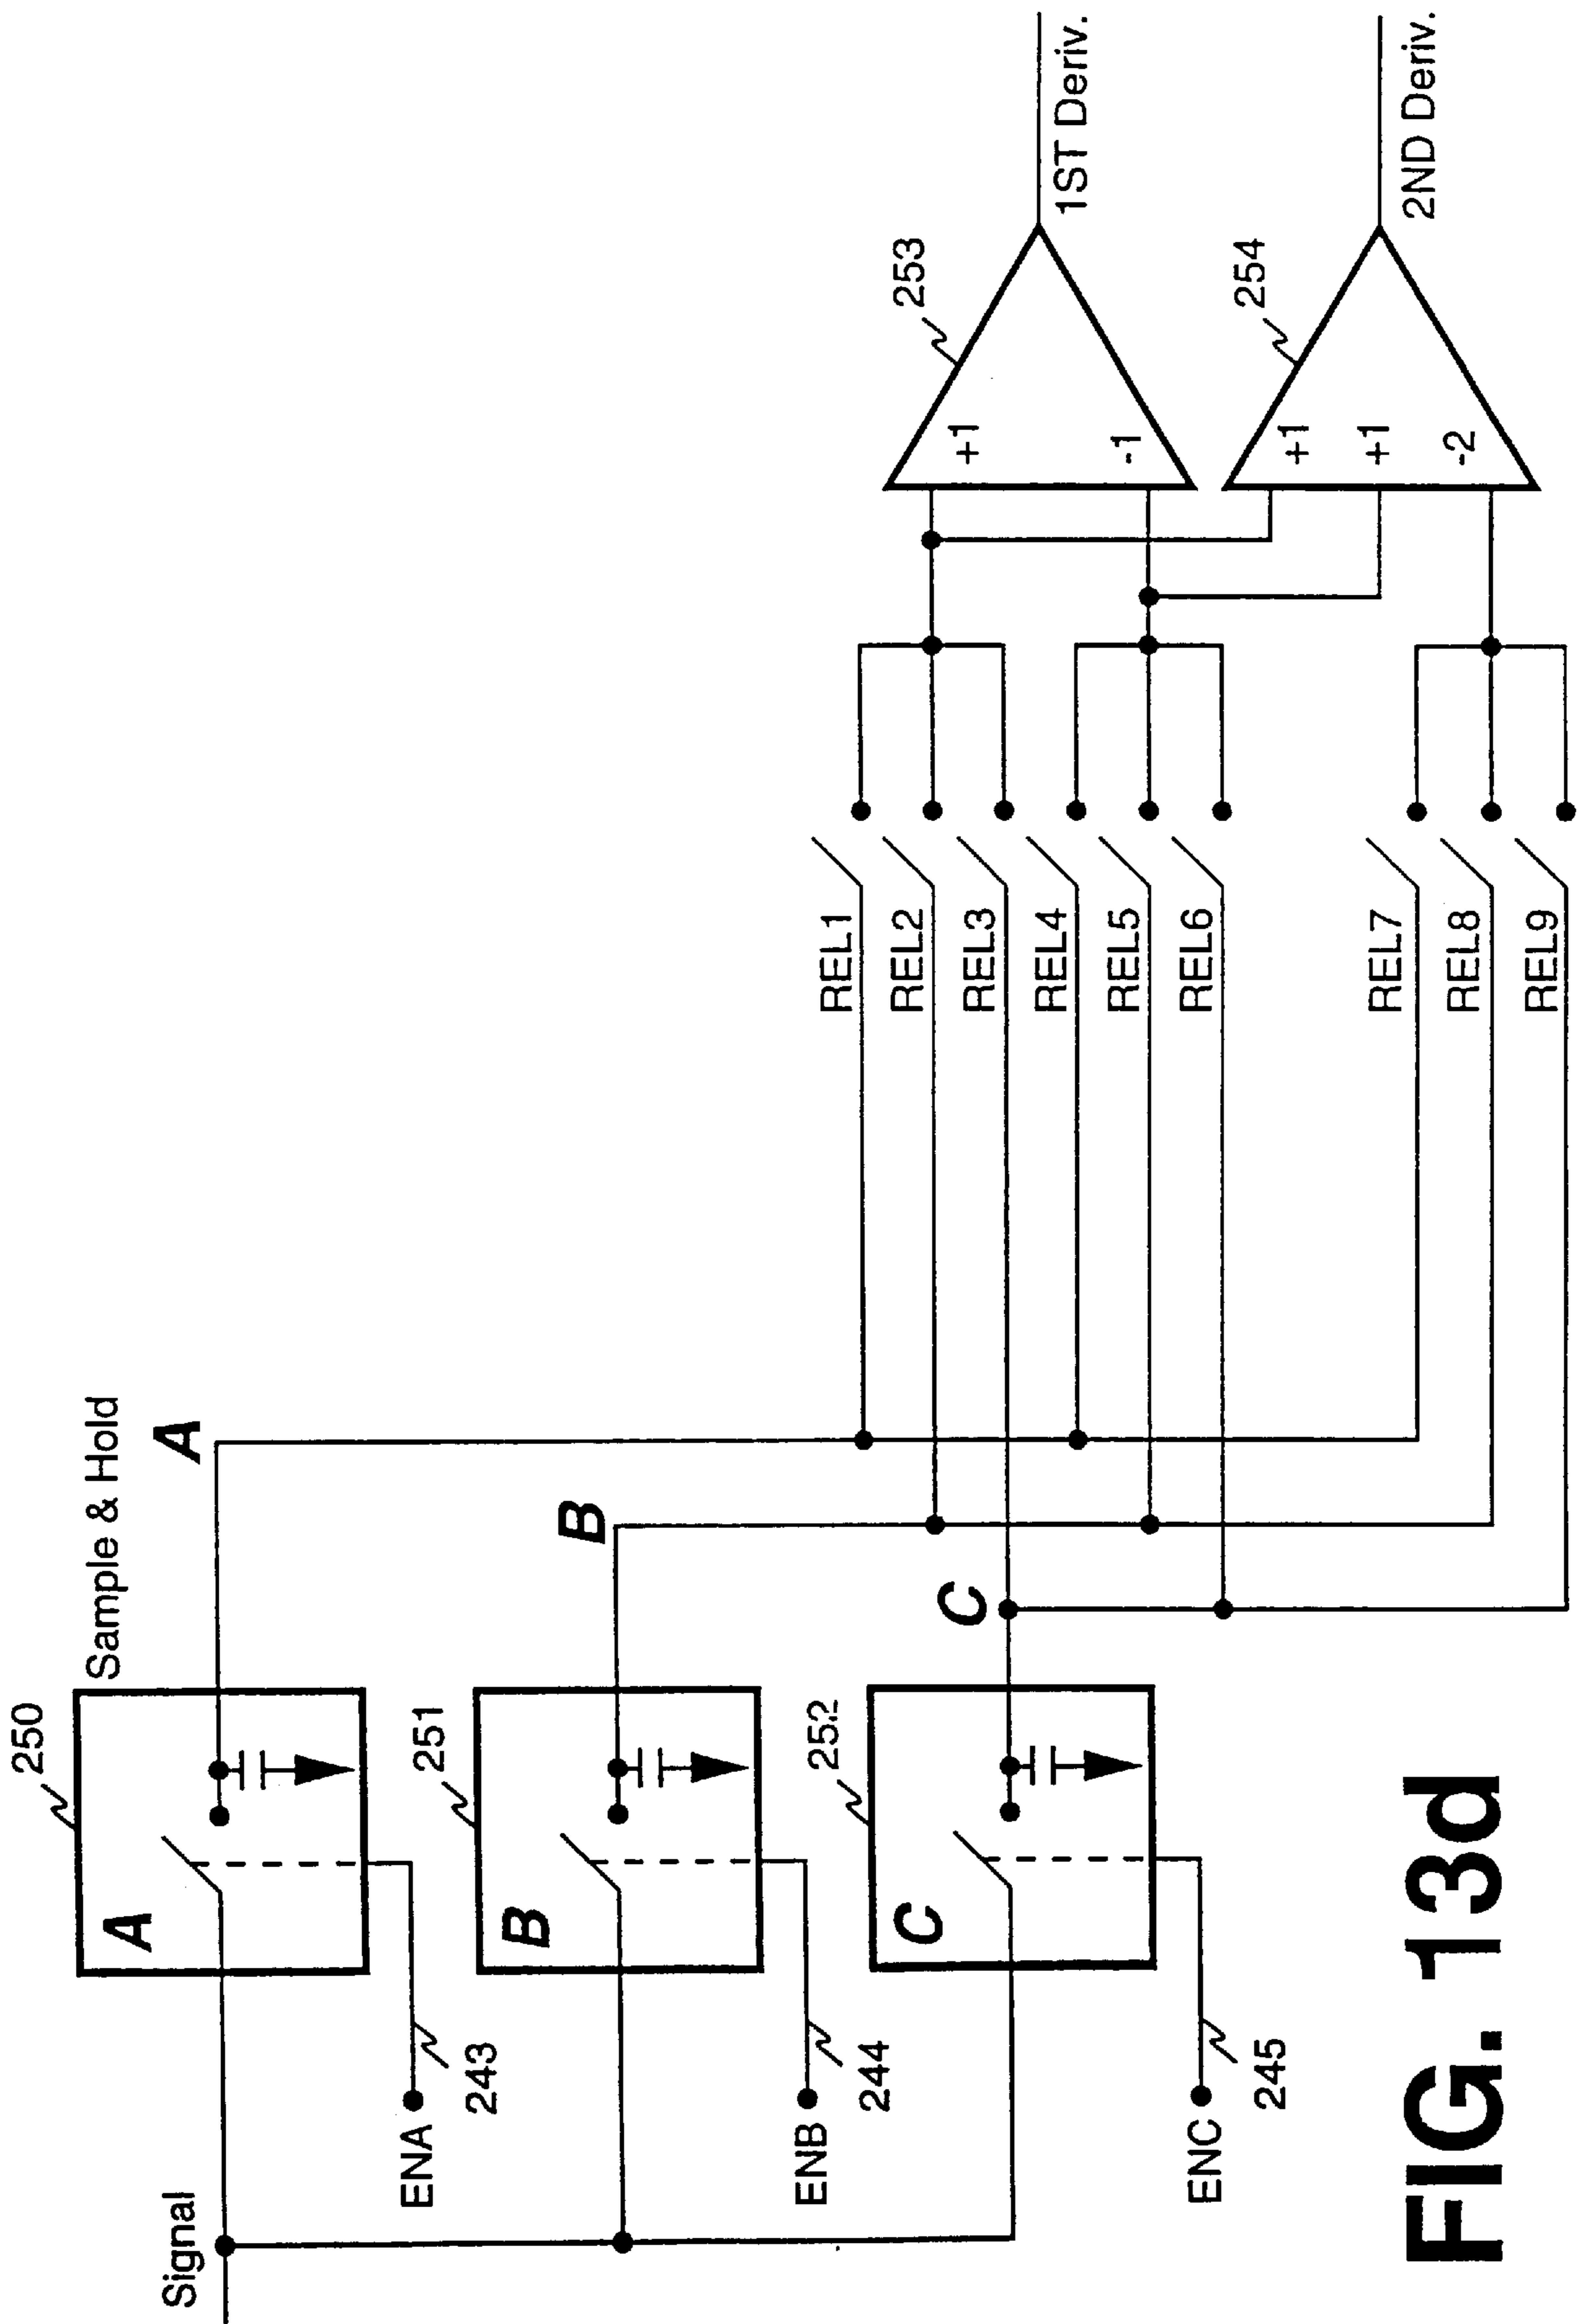 Signal
Sample & Hold
250
A
A
ENA
243
251
B
B
ENB
244
252
C
C
ENC
245
REL1
REL2
REL3
REL4
REL5
REL6
REL7
REL8
REL9
253
+1
-1
1ST Deriv.
254
+1
+1
-2
2ND Deriv.
FIG. 13d